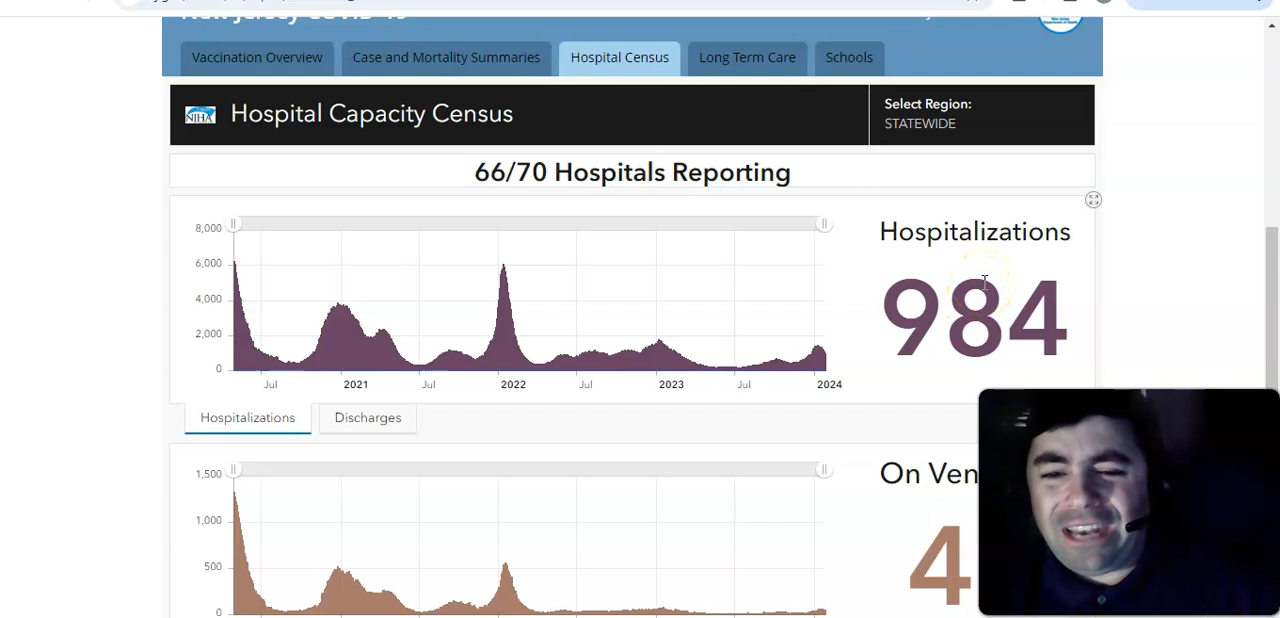 Vaccination Overview
Case and Mortality Summaries
Hospital Census
Long Term Care
Schools
NJHA
Hospital Capacity Census
Select Region:
STATEWIDE
66/70 Hospitals Reporting
8,000
6,000
4,000
2,000
0
Jul 2021 Jul 2022 Jul 2023 Jul 2024
Hospitalizations
984
Hospitalizations
Discharges
1,500
1,000
500
0
On Ven
4